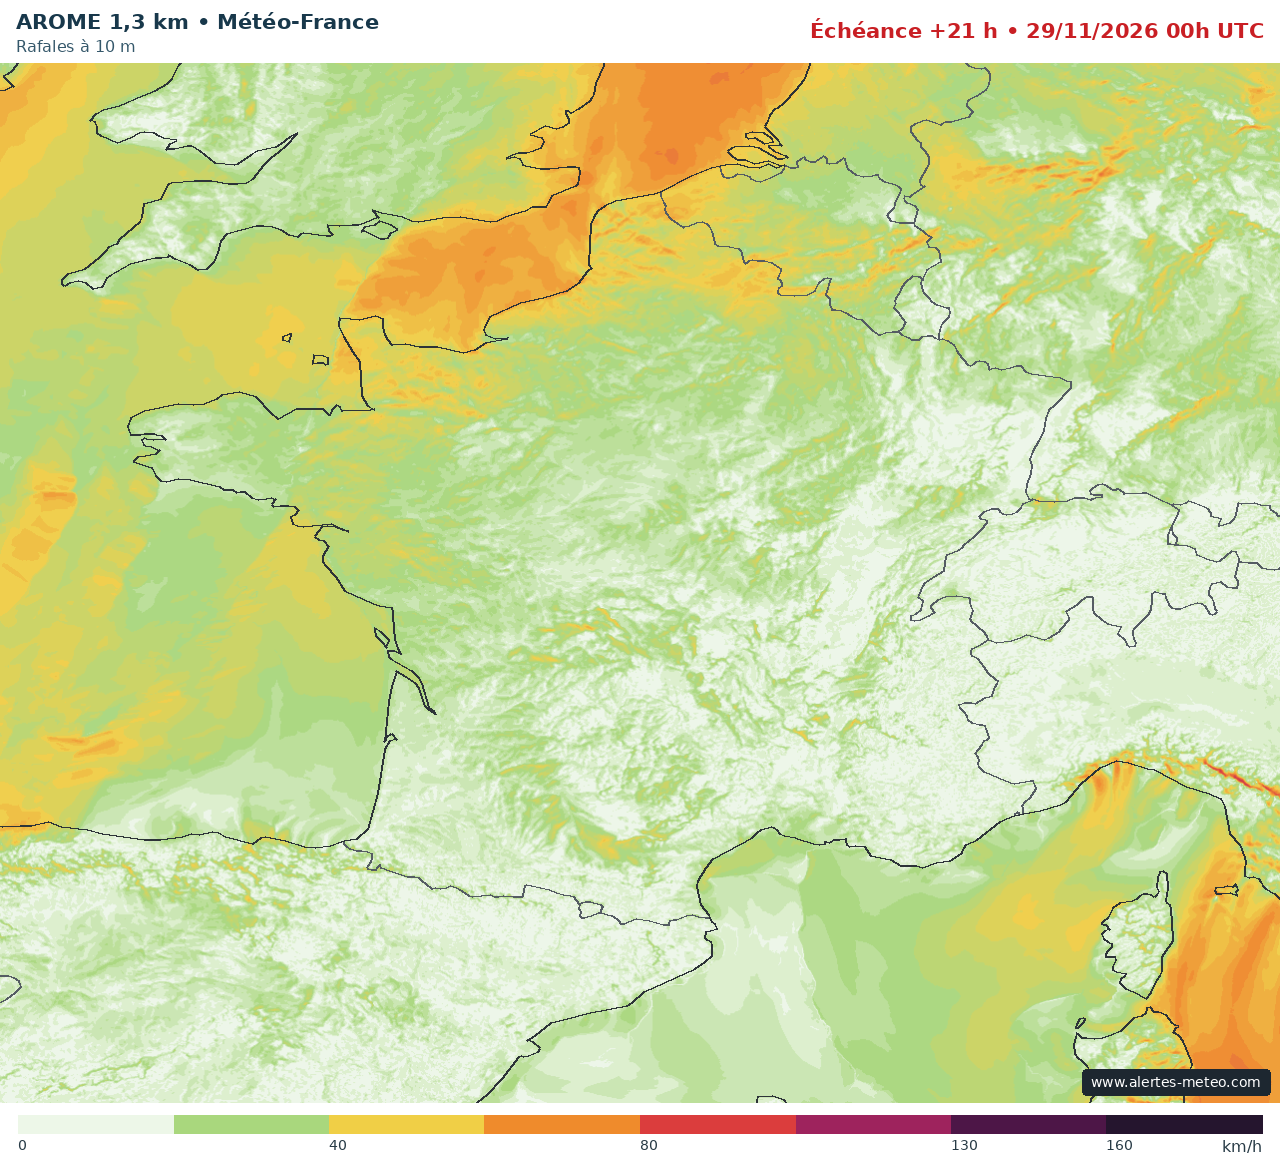 AROME 1,3 km • Météo-France
Rafales à 10 m
Échéance +21 h • 29/11/2026 00h UTC
www.alertes-meteo.com
0 40 80 130 160 km/h